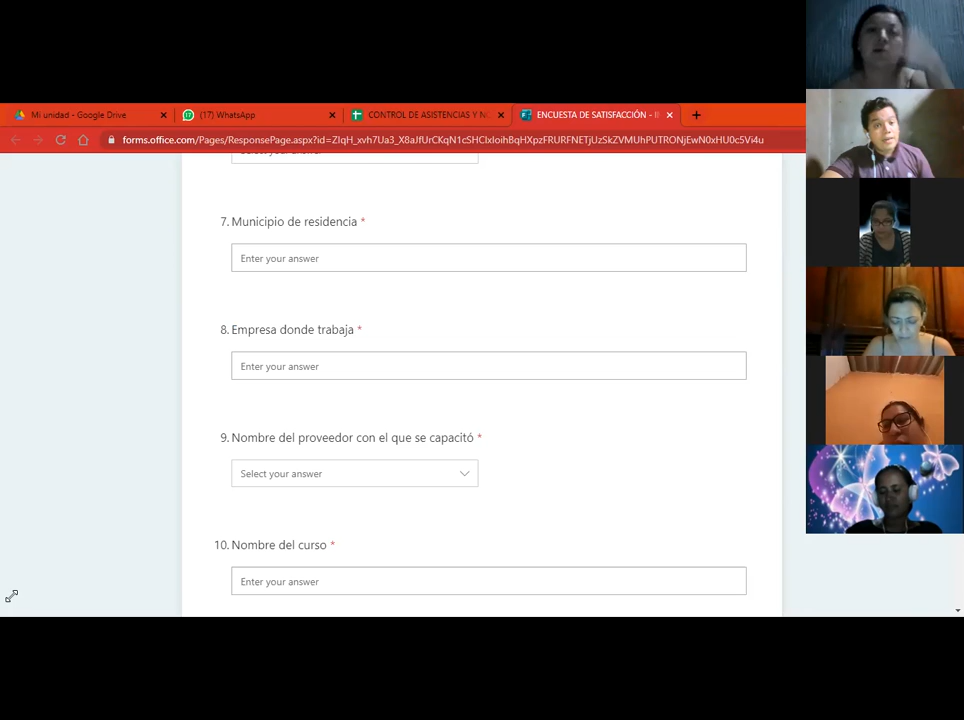 Mi unidad - Google Drive
(17) WhatsApp
CONTROL DE ASISTENCIAS Y NO
ENCUESTA DE SATISFACCIÓN - 
forms.office.com/Pages/ResponsePage.aspx?id=
7. Municipio de residencia *
Enter your answer
8. Empresa donde trabaja *
Enter your answer
9. Nombre del proveedor con el que se capacitó *
Select your answer
10. Nombre del curso *
Enter your answer